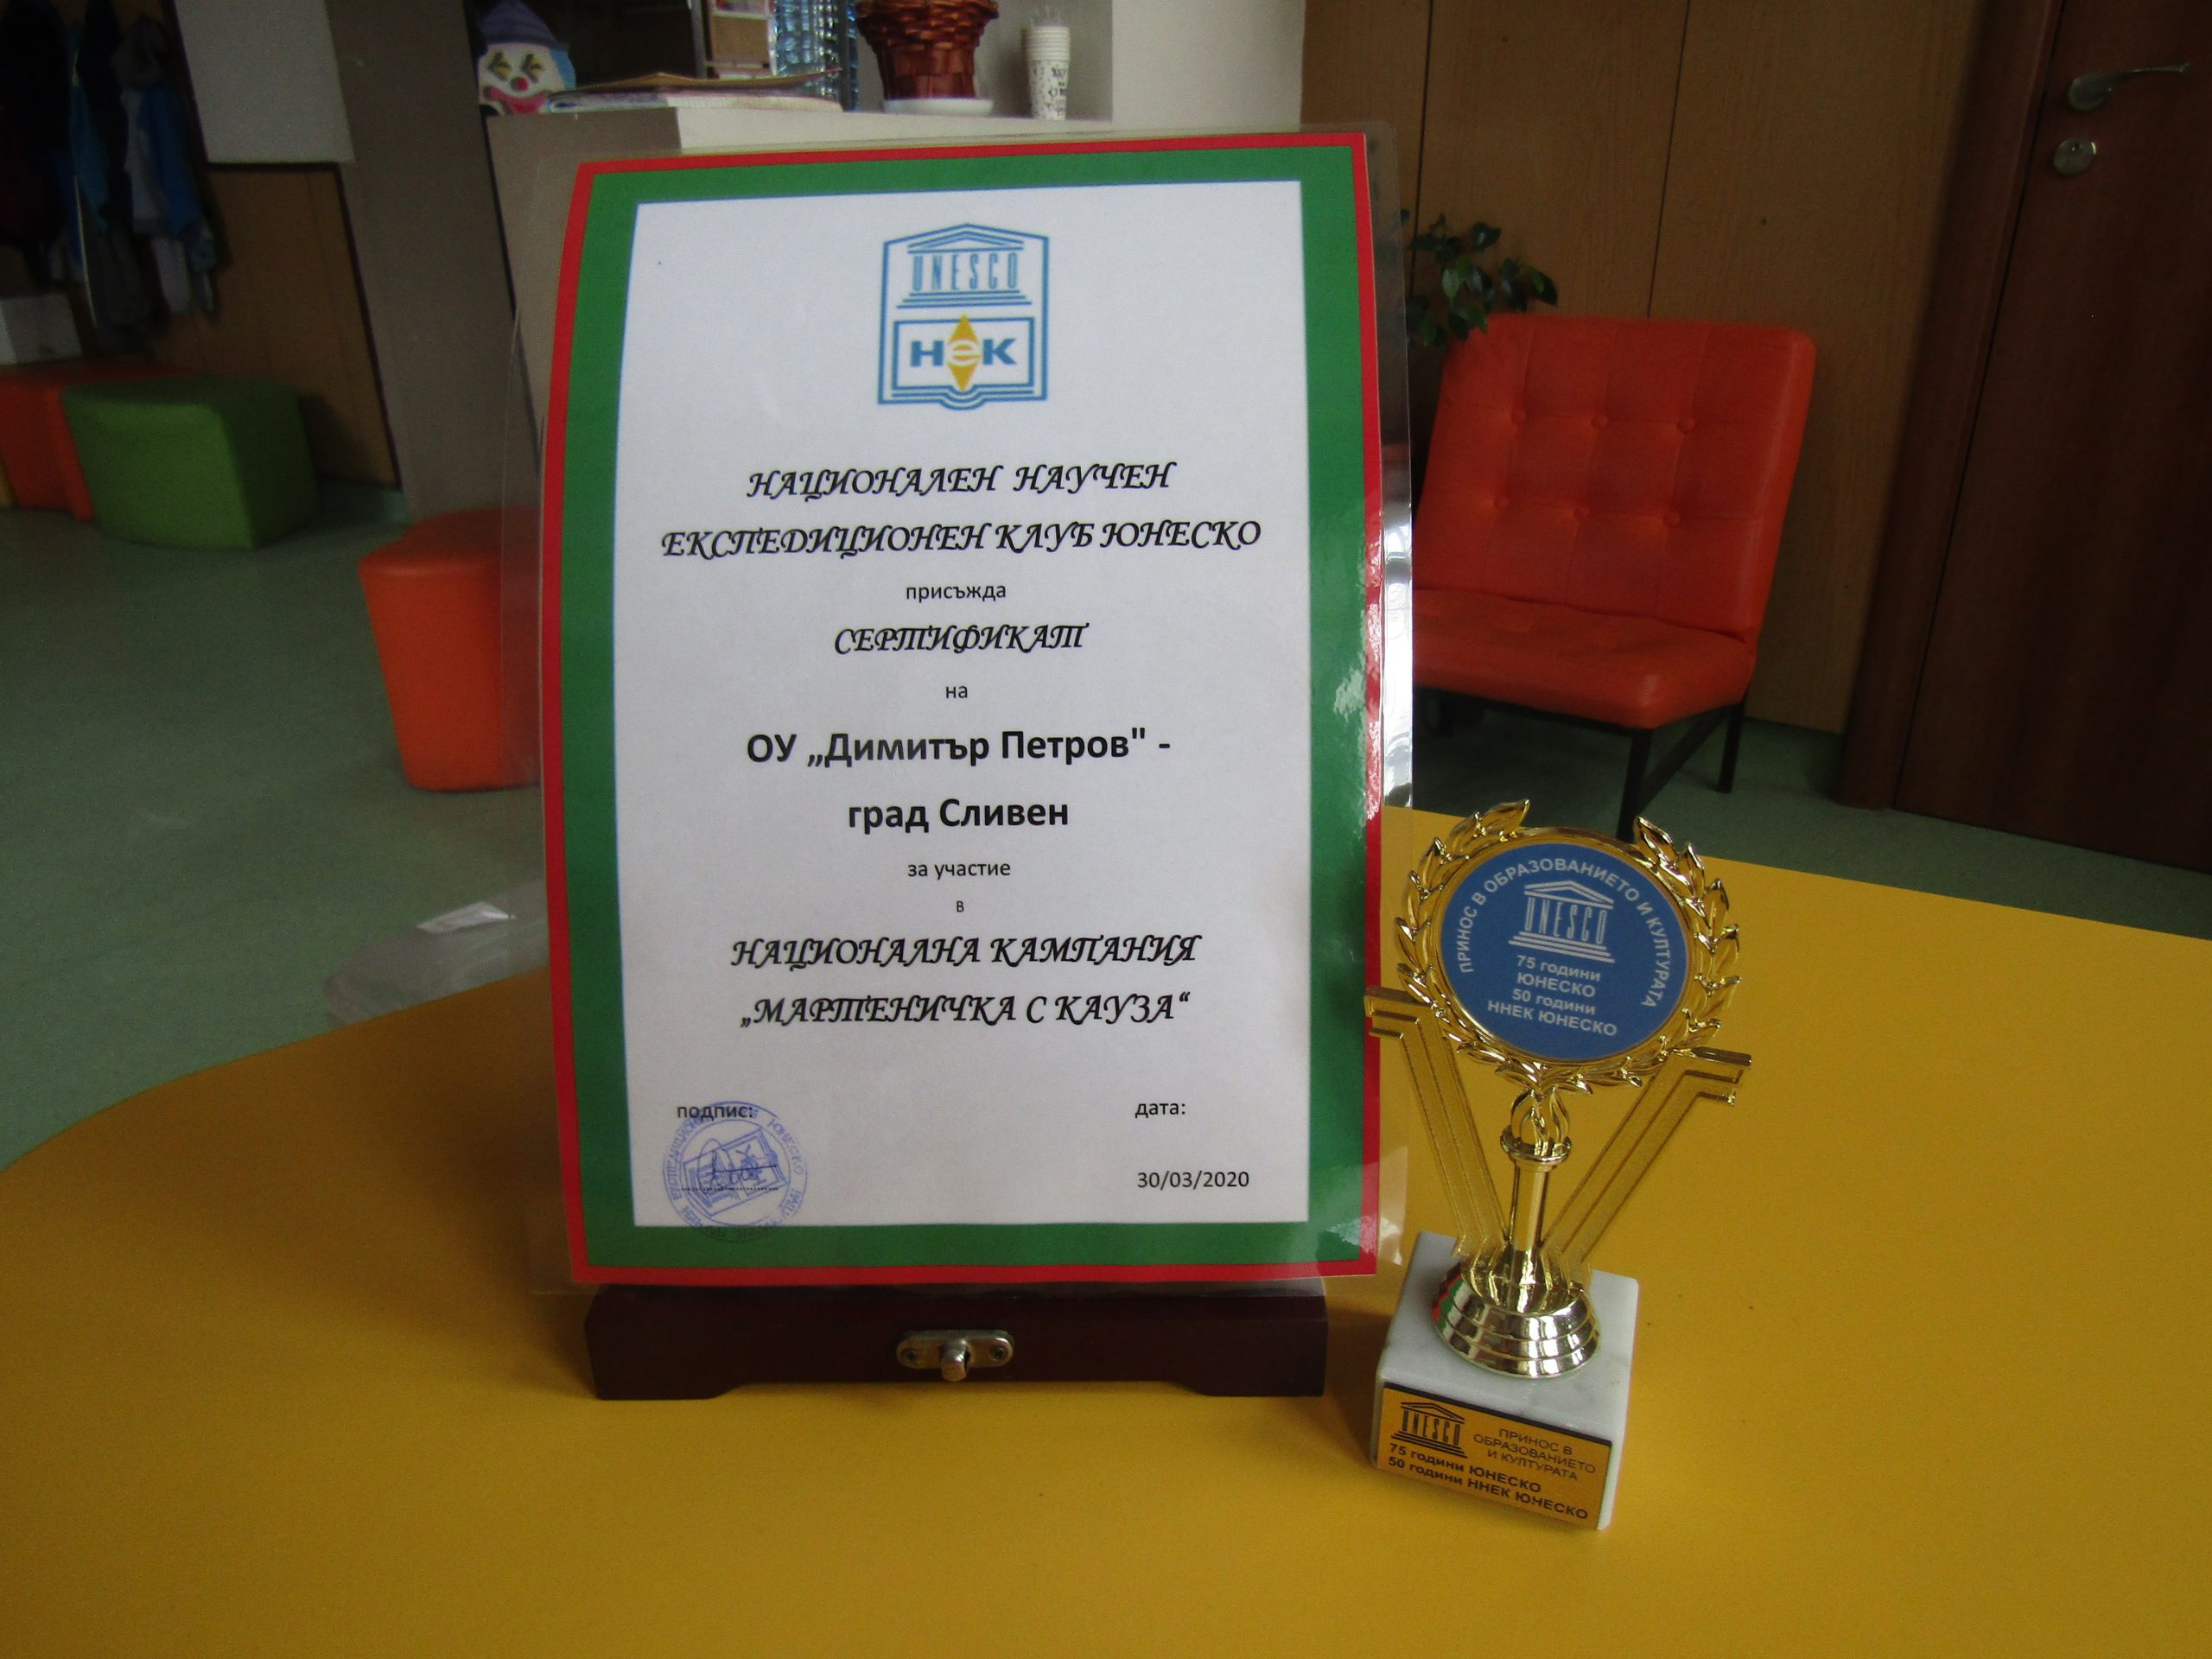 UNESCO
НеК
НАЦИОНАЛЕН НАУЧЕН
ЕКСПЕДИЦИОНЕН КЛУБ ЮНЕСКО
присъжда
СЕРТИФИКАТ
на
ОУ „Димитър Петров" -
град Сливен
за участие
в
НАЦИОНАЛНА КАМПАНИЯ
„МАРТЕНИЧКА С КАУЗА“
подпис:
дата:
30/03/2020
ПРИНОС В ОБРАЗОВАНИЕТО И КУЛТУРАТА
UNESCO
75 години
ЮНЕСКО
50 години
ННЕК ЮНЕСКО
UNESCO
ПРИНОС В
ОБРАЗОВАНИЕТО
И КУЛТУРАТА
75 години ЮНЕСКО
50 години ННЕК ЮНЕСКО